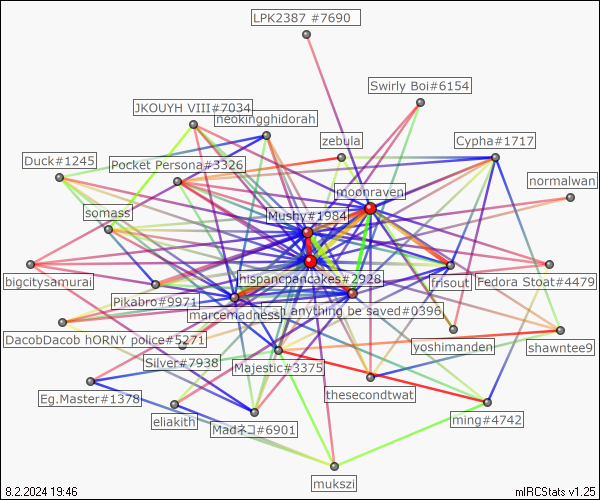 LPK2387 #7690
Swirly Boi#6154
JKOUYH VIII#7034
neokingghidorah
zebula
Cypha#1717
Duck#1245
Pocket Persona#3326
normalwan
moonraven
somass
Mushy#1984
bigcitysamurai
hispancpancakes#2928
frisout
Fedora Stoat#4479
Pikabro#9971
marcemadness
anything be saved#0396
DacobDacob hORNY police#5271
yoshimanden
shawntee9
Silver#7938
Majestic#3375
Eg.Master#1378
thesecondtwat
eliakith
Madネコ#6901
ming#4742
mukszi
8.2.2024 19:46
mIRCStats v1.25